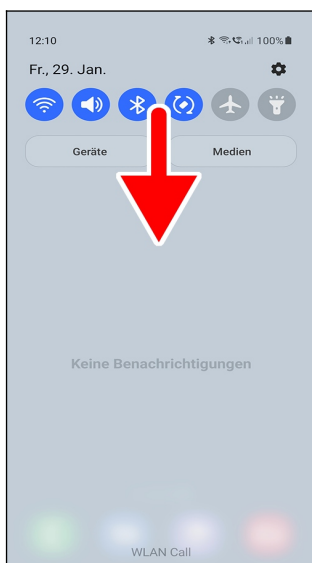 12:10 100%
Fr., 29. Jan.
Geräte Medien
Keine Benachrichtigungen
WLAN Call